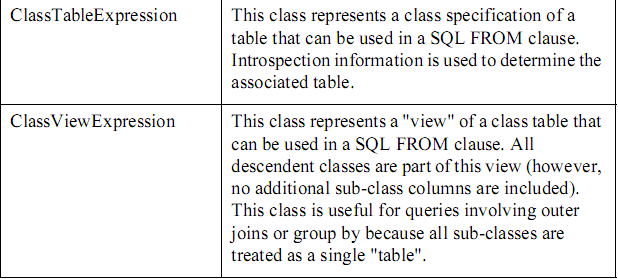 ClassTableExpression
This class represents a class specification of a
table that can be used in a SQL FROM clause.
Introspection information is used to determine the
associated table.
ClassViewExpression
This class represents a "view" of a class table that
can be used in a SQL FROM clause. All
descendent classes are part of this view (however,
no additional sub-class columns are included).
This class is useful for queries involving outer
joins or group by because all sub-classes are
treated as a single "table".